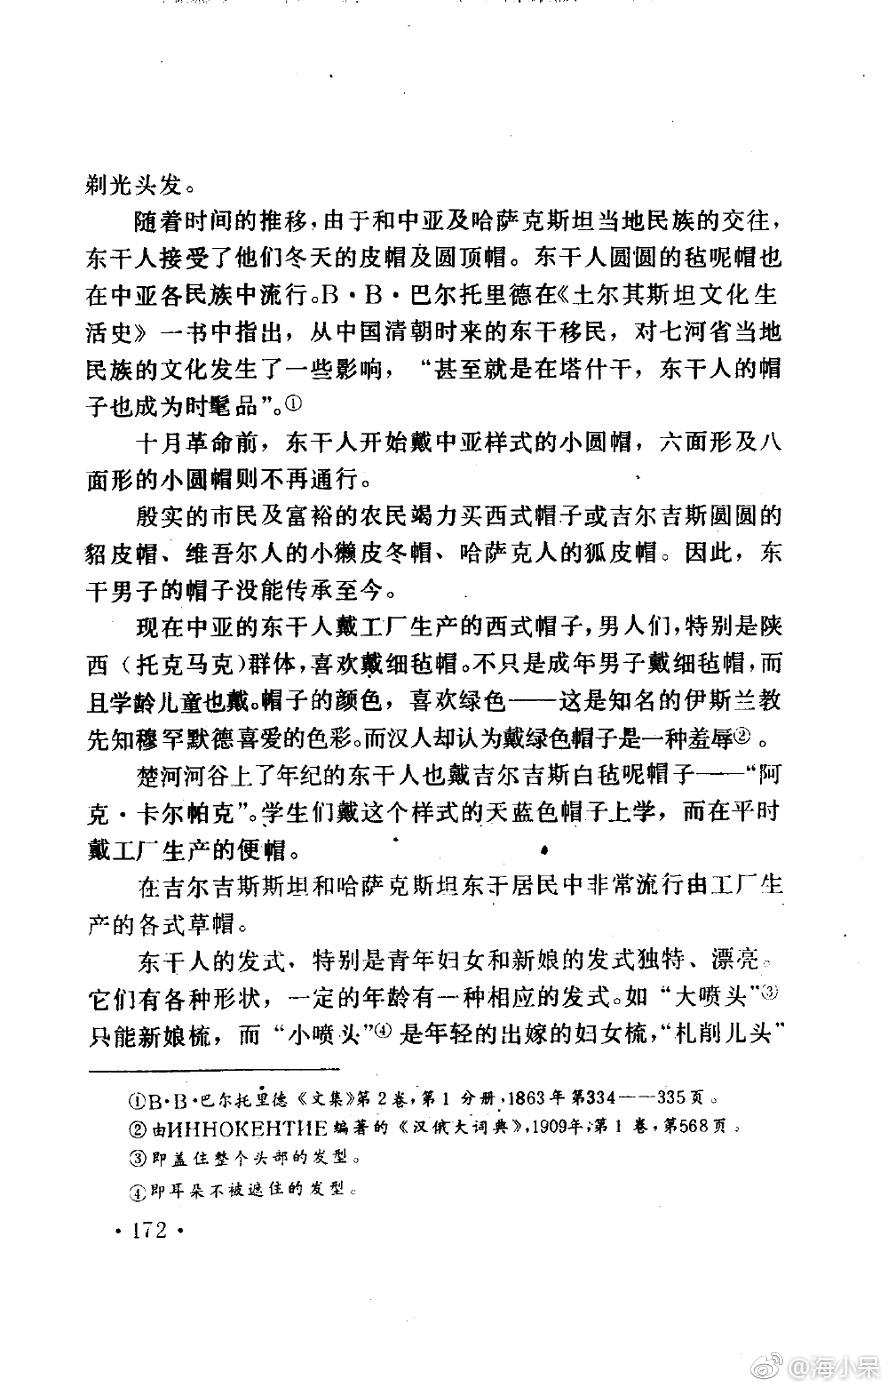 剃光头发。
随着时间的推移，由于和中亚及哈萨克斯坦当地民族的交往，
东干人接受了他们冬天的皮帽及圆顶帽。东干人圆圆的毡呢帽也
在中亚各民族中流行。B·B·巴尔托里德在《土尔其斯坦文化生
活史》一书中指出，从中国清朝时来的东干移民，对七河省当地
民族的文化发生了一些影响，“甚至就是在塔什干，东干人的帽
子也成为时髦品”。①
十月革命前，东干人开始戴中亚样式的小圆帽，六面形及八
面形的小圆帽则不再通行。
殷实的市民及富裕的农民竭力买西式帽子或吉尔吉斯圆圆的
貂皮帽、维吾尔人的小獭皮冬帽、哈萨克人的狐皮帽。因此，东
干男子的帽子没能传承至今。
现在中亚的东干人戴工厂生产的西式帽子，男人们，特别是陕
西（托克马克）群体，喜欢戴细毡帽。不只是成年男子戴细毡帽，而
且学龄儿童也戴。帽子的颜色，喜欢绿色——这是知名的伊斯兰教
先知穆罕默德喜爱的色彩。而汉人却认为戴绿色帽子是一种羞辱②。
楚河河谷上了年纪的东干人也戴吉尔吉斯白毡呢帽子——“阿
克·卡尔帕克”。学生们戴这个样式的天蓝色帽子上学，而在平时
戴工厂生产的便帽。
在吉尔吉斯斯坦和哈萨克斯坦东干居民中非常流行由工厂生
产的各式草帽。
东干人的发式，特别是青年妇女和新娘的发式独特、漂亮。
它们有各种形状，一定的年龄有一种相应的发式。如“大喷头”③
只能新娘梳，而“小喷头”④是年轻的出嫁的妇女梳，“札削儿头”
①B·B·巴尔托里德《文集》第2卷，第1分册，1863年第334——335页。
②由ИННОКЕНТИЕ编著的《汉俄大词典》，1909年，第1卷，第568页。
③即盖住整个头部的发型。
④即耳朵不被遮住的发型。
·172·
@海小呆